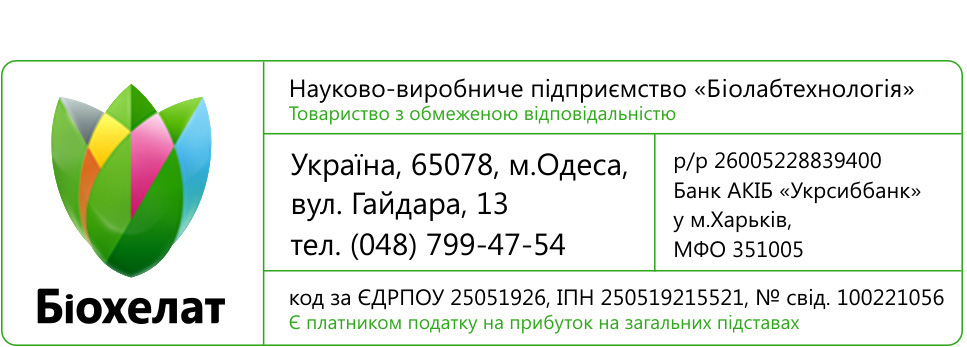 Біохелат
Науково-виробниче підприємство «Біолабтехнологія»
Товариство з обмеженою відповідальністю
Україна, 65078, м.Одеса,
вул. Гайдара, 13
тел. (048) 799-47-54
р/р 26005228839400
Банк АКІБ «Укрсиббанк»
у м.Харьків,
МФО 351005
код за ЄДРПОУ 25051926, ІПН 250519215521, № свід. 100221056
Є платником податку на прибуток на загальних підставах